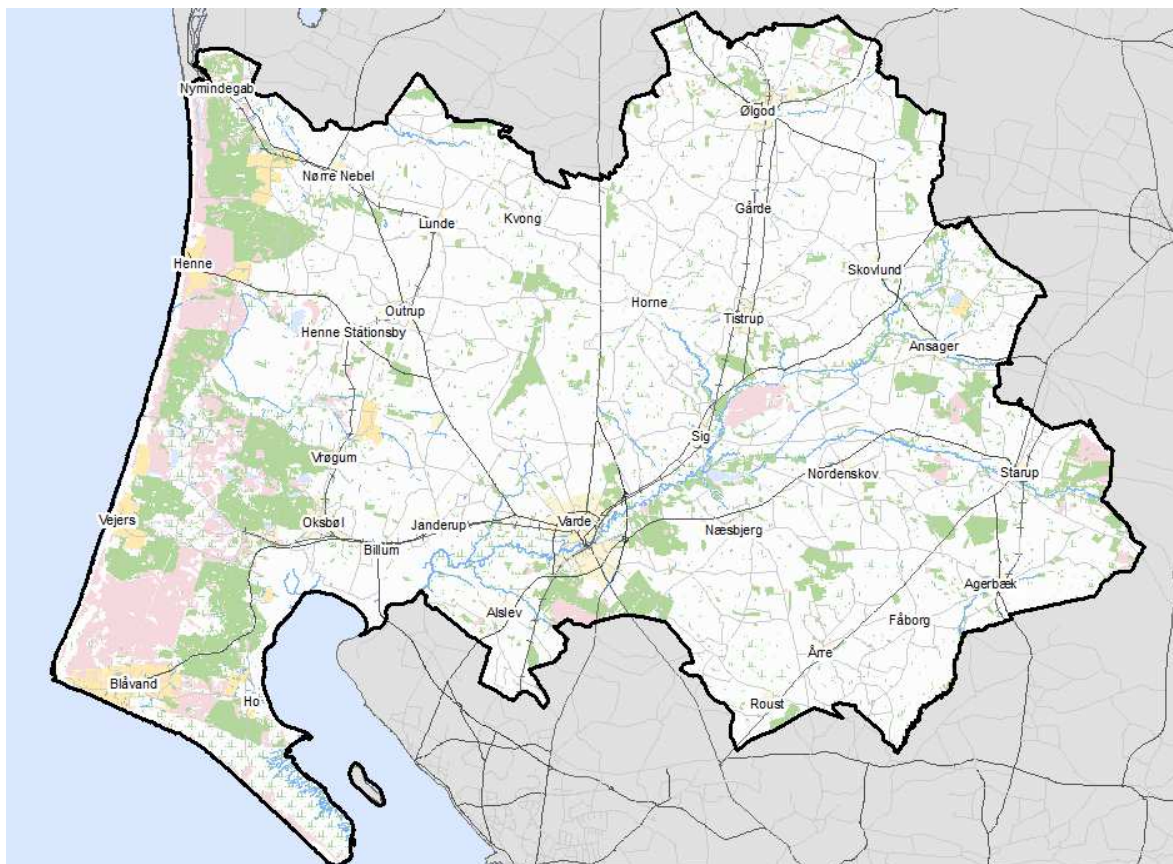 Nymindegab
Ølgod
Nørre Nebel
Gårde
Lunde
Kvong
Henne
Skovlund
Horne
Outrup
Tistrup
Henne Stationsby
Ansager
Sig
Vrøgum
Nordenskov
Starup
Vejers
Oksbøl
Janderup
Varde
Næsbjerg
Billum
Agerbæk
Alslev
Fåborg
Årre
Blåvand
Ho
Roust